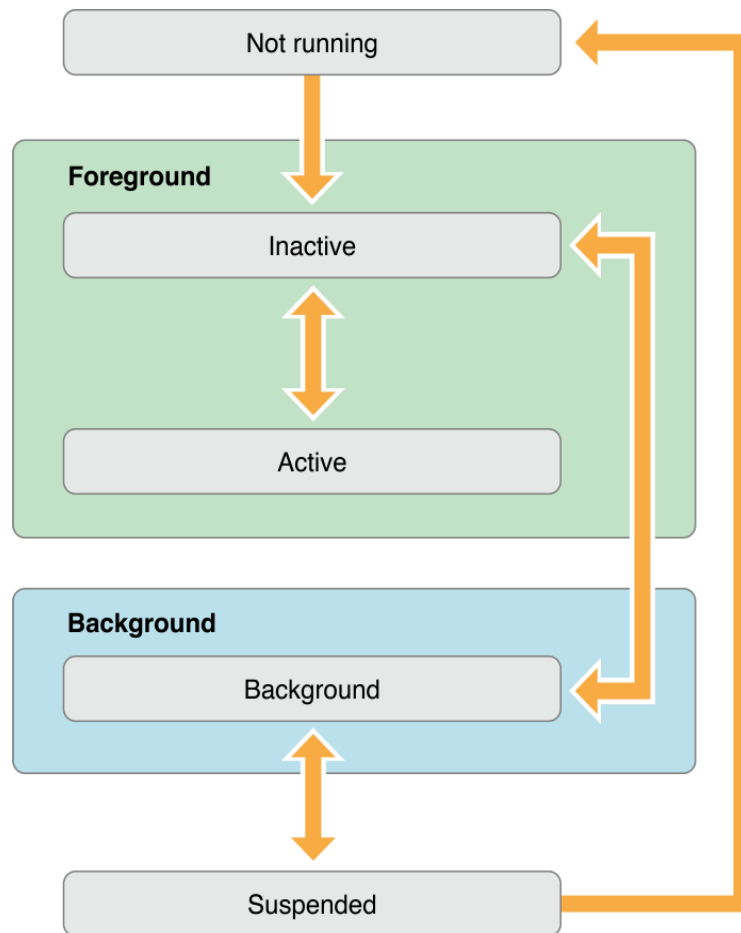 Not running
Foreground
Inactive
Active
Background
Background
Suspended